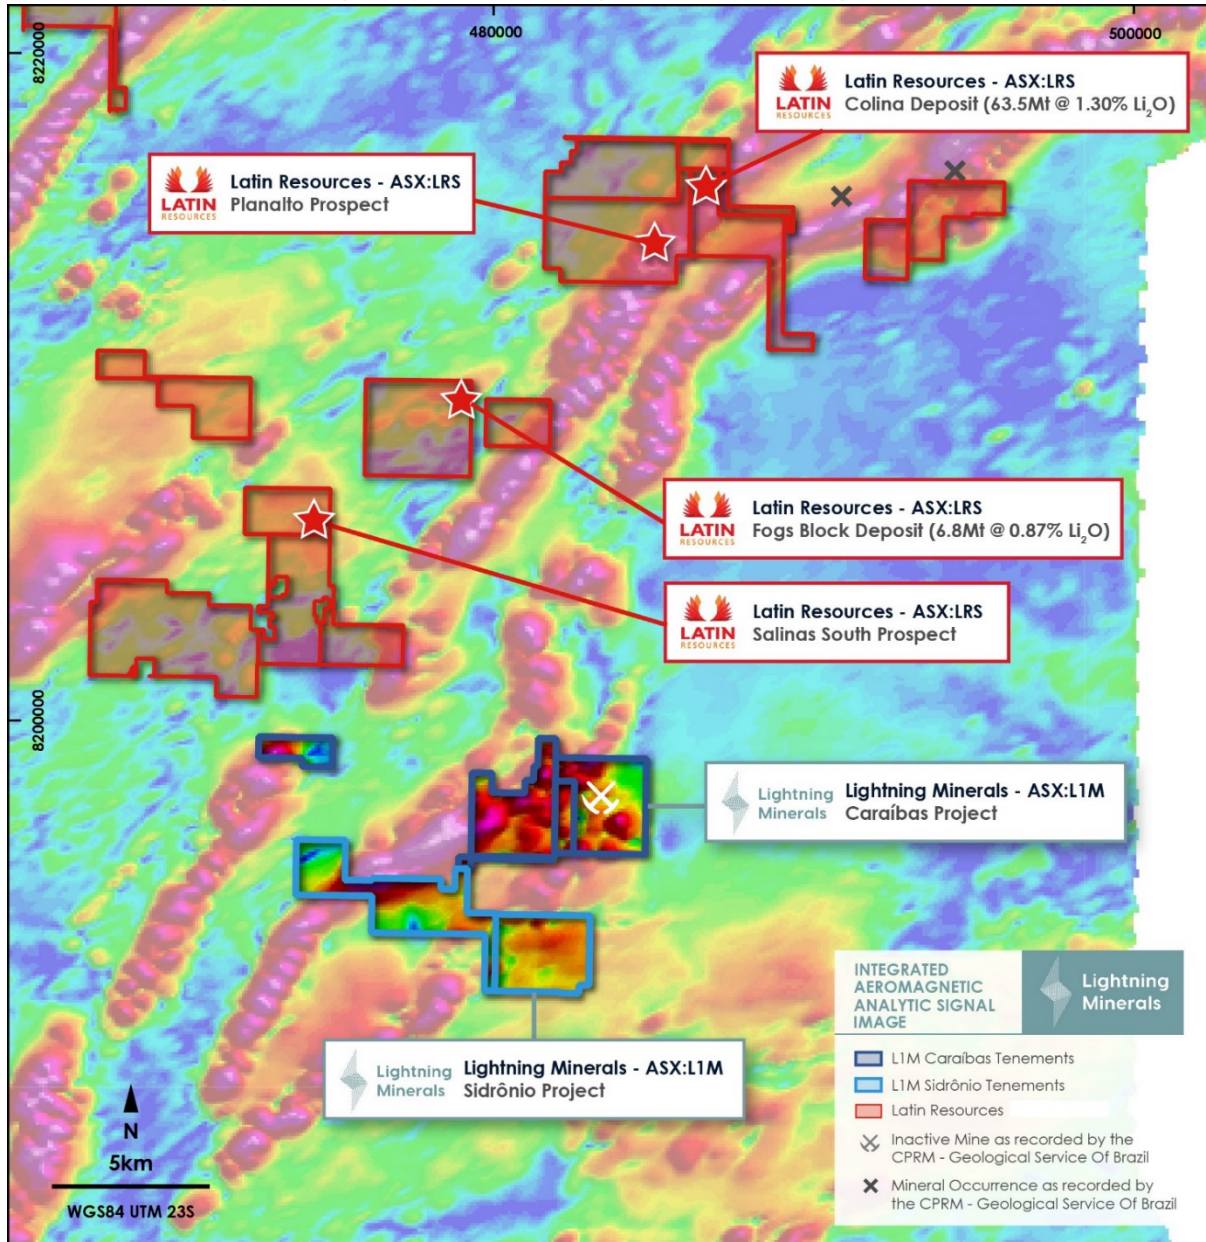 480000
500000
8220000
LATIN
RESOURCES
Latin Resources - ASX:LRS
Colina Deposit (63.5Mt @ 1.30% Li₂O)
LATIN
RESOURCES
Latin Resources - ASX:LRS
Planalto Prospect
LATIN
RESOURCES
Latin Resources - ASX:LRS
Fogs Block Deposit (6.8Mt @ 0.87% Li₂O)
LATIN
RESOURCES
Latin Resources - ASX:LRS
Salinas South Prospect
8200000
Lightning
Minerals
Lightning Minerals - ASX:L1M
Caraíbas Project
Lightning
Minerals
Lightning Minerals - ASX:L1M
Sidrônio Project
INTEGRATED
AEROMAGNETIC
ANALYTIC SIGNAL
IMAGE
Lightning
Minerals
L1M Caraíbas Tenements
L1M Sidrônio Tenements
Latin Resources
Inactive Mine as recorded by the
CPRM - Geological Service Of Brazil
Mineral Occurrence as recorded by
the CPRM - Geological Service Of Brazil
N
5km
WGS84 UTM 23S